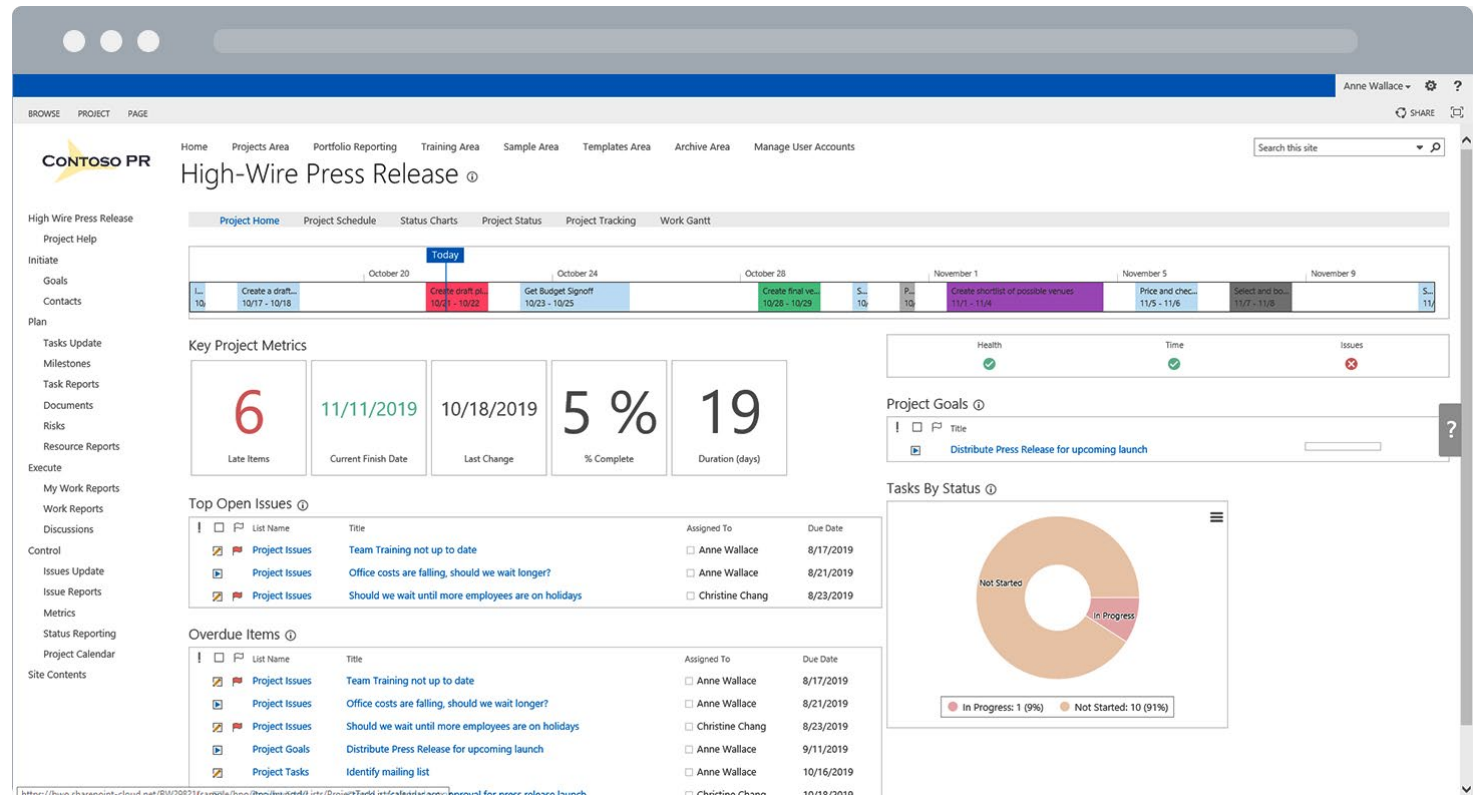 Anne Wallace ?
BROWSE PROJECT PAGE SHARE
CONTOSO PR
Home Projects Area Portfolio Reporting Training Area Sample Area Templates Area Archive Area Manage User Accounts
Search this site
High-Wire Press Release
High Wire Press Release
Project Help
Initiate
Goals
Contacts
Plan
Tasks Update
Milestones
Task Reports
Documents
Risks
Resource Reports
Execute
My Work Reports
Work Reports
Discussions
Control
Issues Update
Issue Reports
Metrics
Status Reporting
Project Calendar
Site Contents
Project Home Project Schedule Status Charts Project Status Project Tracking Work Gantt
Today
October 20 October 24 October 28 November 1 November 5 November 9
Create a draft... Create draft pl... Get Budget Signoff Create final ve... S... P... Create shortlist of possible venues Price and chec... Select and bo... S...
10/17 - 10/18 10/21 - 10/22 10/23 - 10/25 10/28 - 10/29 10/ 10/ 11/1 - 11/4 11/5 - 11/6 11/7 - 11/8 11/
Key Project Metrics
6 11/11/2019 10/18/2019 5 % 19
Late Items Current Finish Date Last Change % Complete Duration (days)
Health Time Issues
Project Goals
! Title
Distribute Press Release for upcoming launch
?
Top Open Issues
! List Name Title Assigned To Due Date
Project Issues Team Training not up to date Anne Wallace 8/17/2019
Project Issues Office costs are falling, should we wait longer? Anne Wallace 8/21/2019
Project Issues Should we wait until more employees are on holidays Christine Chang 8/23/2019
Tasks By Status
Not Started
In Progress
In Progress: 1 (9%) Not Started: 10 (91%)
Overdue Items
! List Name Title Assigned To Due Date
Project Issues Team Training not up to date Anne Wallace 8/17/2019
Project Issues Office costs are falling, should we wait longer? Anne Wallace 8/21/2019
Project Issues Should we wait until more employees are on holidays Christine Chang 8/23/2019
Project Goals Distribute Press Release for upcoming launch Anne Wallace 9/11/2019
Project Tasks Identify mailing list Anne Wallace 10/16/2019
for press release launch Christine Chang 10/18/2019